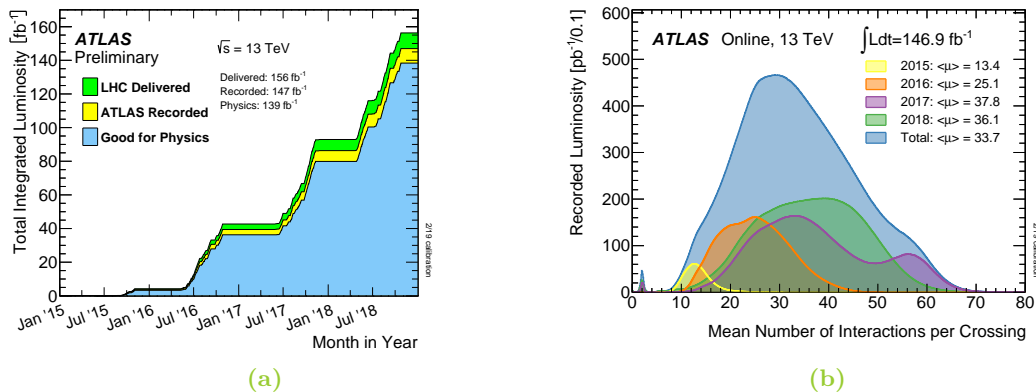 Total Integrated Luminosity [fb⁻¹]
160
140
120
100
80
60
40
20
0
ATLAS
Preliminary
√s = 13 TeV
Delivered: 156 fb⁻¹
Recorded: 147 fb⁻¹
Physics: 139 fb⁻¹
LHC Delivered
ATLAS Recorded
Good for Physics
2/19 calibration
Jan '15
Jul '15
Jan '16
Jul '16
Jan '17
Jul '17
Jan '18
Jul '18
Month in Year
(a)
Recorded Luminosity [pb⁻¹/0.1]
600
500
400
300
200
100
0
ATLAS Online, 13 TeV ∫Ldt=146.9 fb⁻¹
2015: <μ> = 13.4
2016: <μ> = 25.1
2017: <μ> = 37.8
2018: <μ> = 36.1
Total: <μ> = 33.7
0 10 20 30 40 50 60 70 80
Mean Number of Interactions per Crossing
(b)